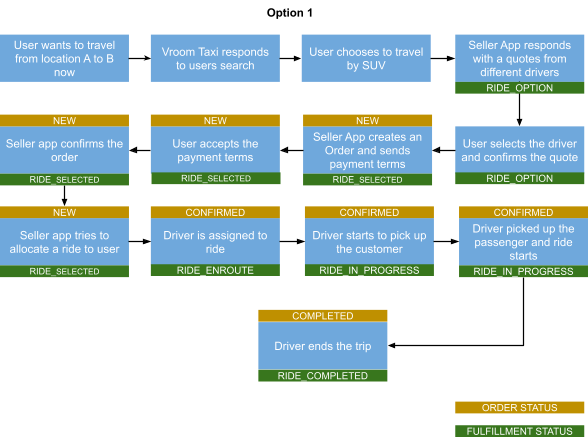 Option 1
User wants to travel
from location A to B
now
Vroom Taxi responds
to users search
User chooses to travel
by SUV
Seller App responds
with a quotes from
different drivers
RIDE_OPTION
NEW
Seller app confirms the
order
RIDE_SELECTED
NEW
User accepts the
payment terms
RIDE_SELECTED
NEW
Seller App creates an
Order and sends
payment terms
RIDE_SELECTED
User selects the driver
and confirms the quote
RIDE_OPTION
NEW
Seller app tries to
allocate a ride to user
RIDE_SELECTED
CONFIRMED
Driver is assigned to
ride
RIDE_ENROUTE
CONFIRMED
Driver starts to pick up
the customer
RIDE_IN_PROGRESS
CONFIRMED
Driver picked up the
passenger and ride
starts
RIDE_IN_PROGRESS
COMPLETED
Driver ends the trip
RIDE_COMPLETED
ORDER STATUS
FULFILLMENT STATUS